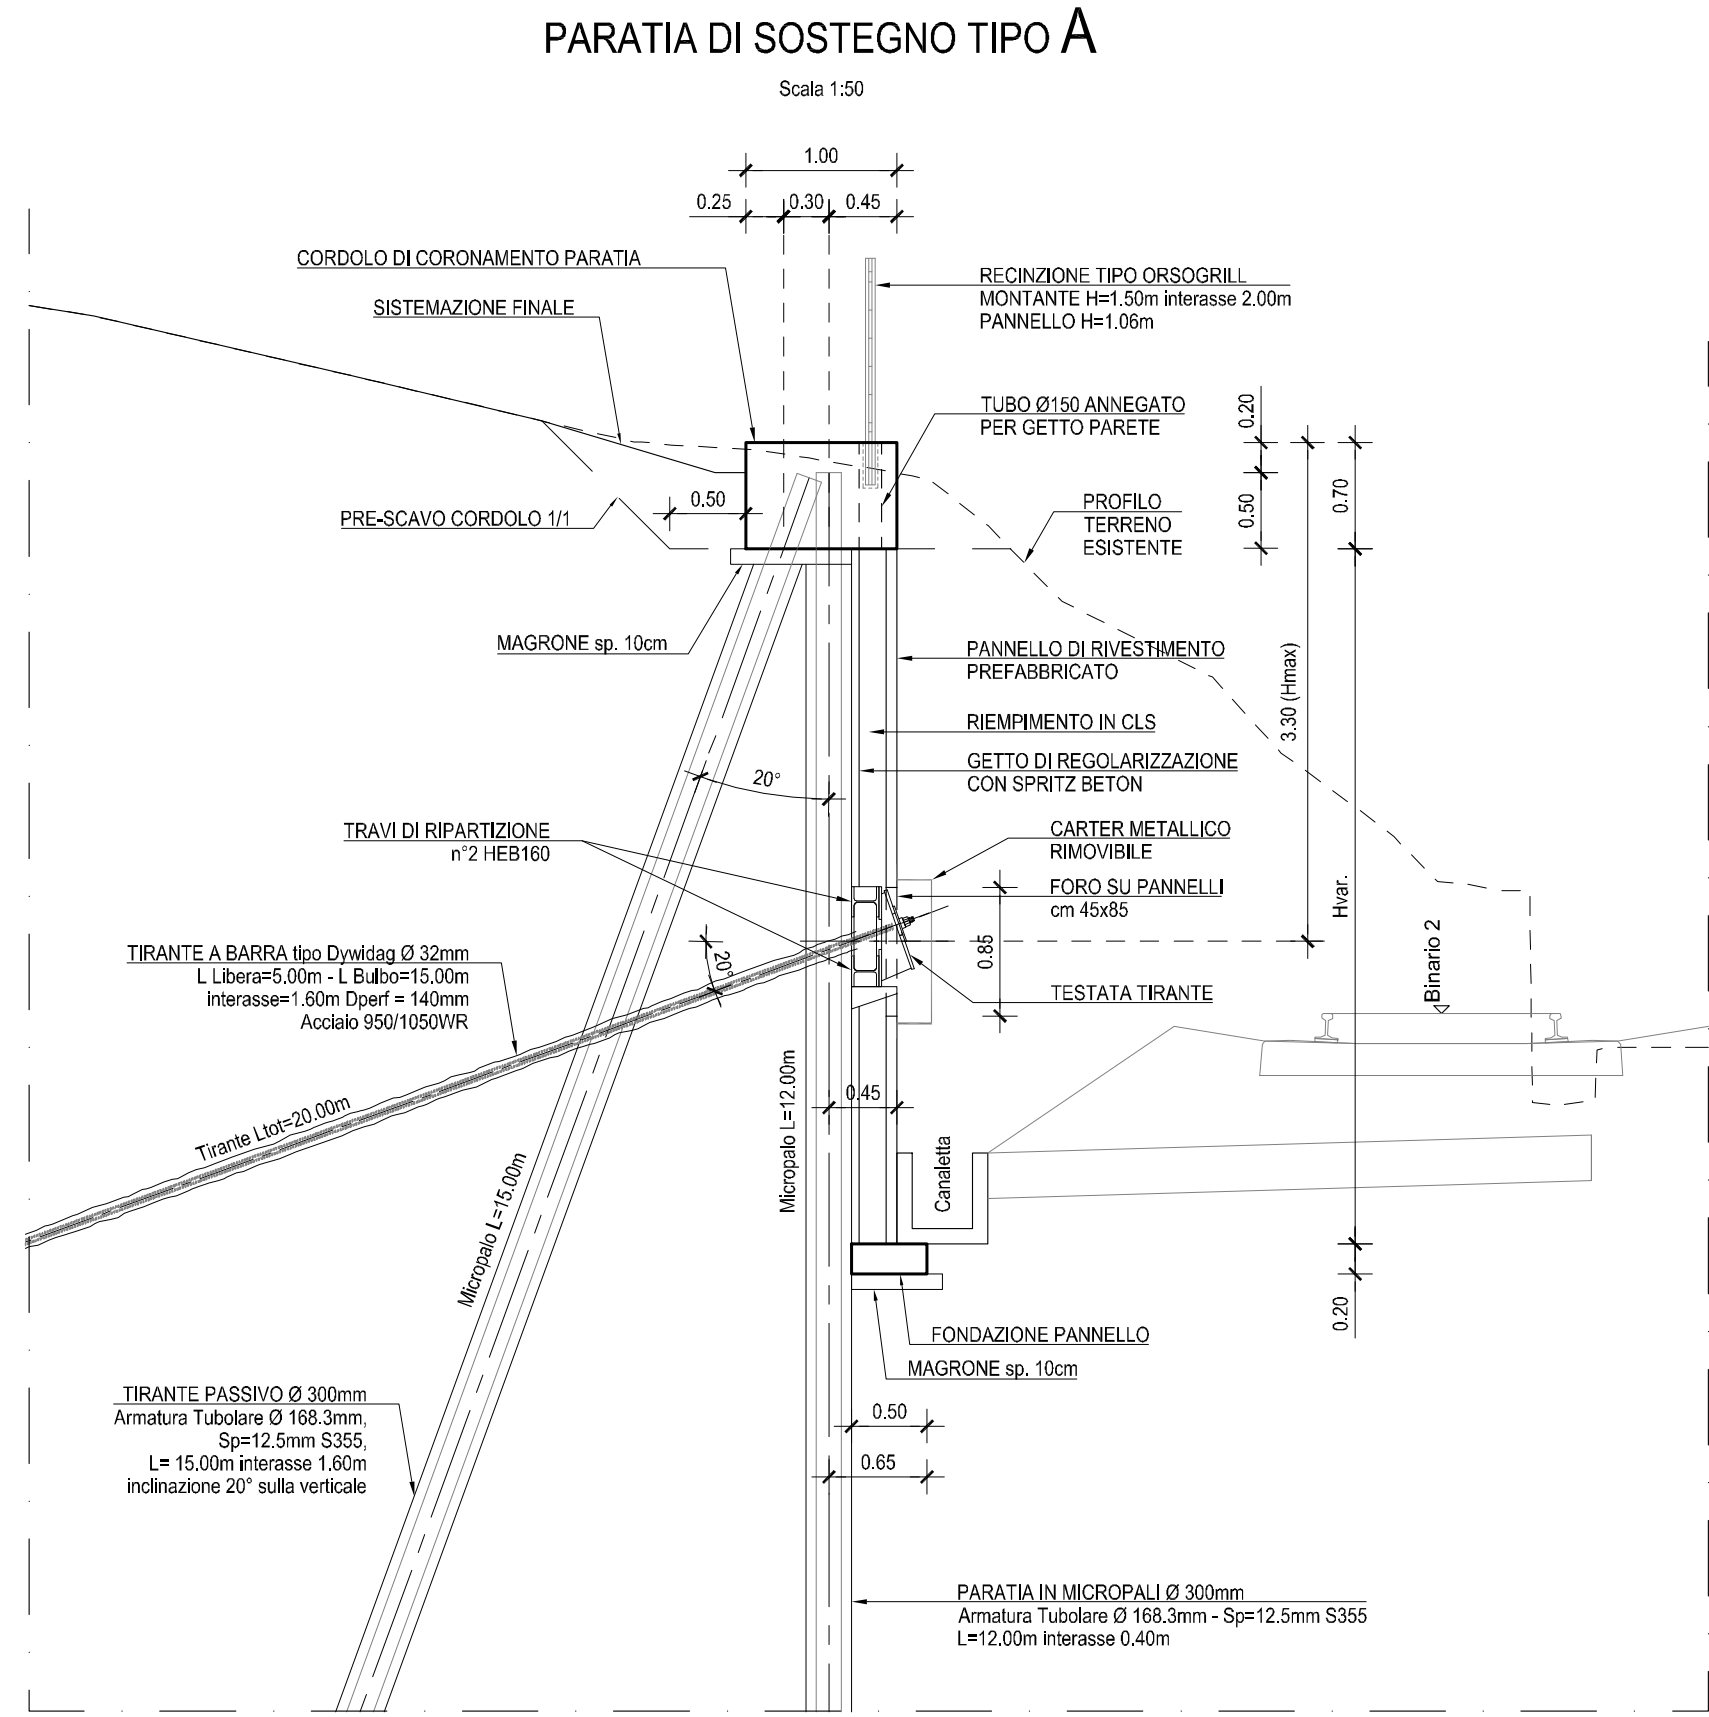 PARATIA DI SOSTEGNO TIPO A
Scala 1:50
1.00
0.25
0.30
0.45
CORDOLO DI CORONAMENTO PARATIA
SISTEMAZIONE FINALE
RECINZIONE TIPO ORSOGRILL
MONTANTE H=1.50m interasse 2.00m
PANNELLO H=1.06m
TUBO Ø150 ANNEGATO
PER GETTO PARETE
0.20
0.50
0.70
PRE-SCAVO CORDOLO 1/1
0.50
PROFILO
TERRENO
ESISTENTE
MAGRONE sp. 10cm
PANNELLO DI RIVESTIMENTO
PREFABBRICATO
3.30 (Hmax)
RIEMPIMENTO IN CLS
GETTO DI REGOLARIZZAZIONE
CON SPRITZ BETON
20°
TRAVI DI RIPARTIZIONE
n°2 HEB160
CARTER METALLICO
RIMOVIBILE
FORO SU PANNELLI
cm 45x85
Hvar.
0.85
20°
TIRANTE A BARRA tipo Dywidag Ø 32mm
L Libera=5.00m - L Bulbo=15.00m
interasse=1.60m Dperf = 140mm
Acciaio 950/1050WR
TESTATA TIRANTE
Binario 2
Tirante Ltot=20.00m
Micropalo L=15.00m
Micropalo L=12.00m
0.45
Canaletta
0.20
FONDAZIONE PANNELLO
MAGRONE sp. 10cm
0.50
0.65
TIRANTE PASSIVO Ø 300mm
Armatura Tubolare Ø 168.3mm,
Sp=12.5mm S355,
L= 15.00m interasse 1.60m
inclinazione 20° sulla verticale
PARATIA IN MICROPALI Ø 300mm
Armatura Tubolare Ø 168.3mm - Sp=12.5mm S355
L=12.00m interasse 0.40m